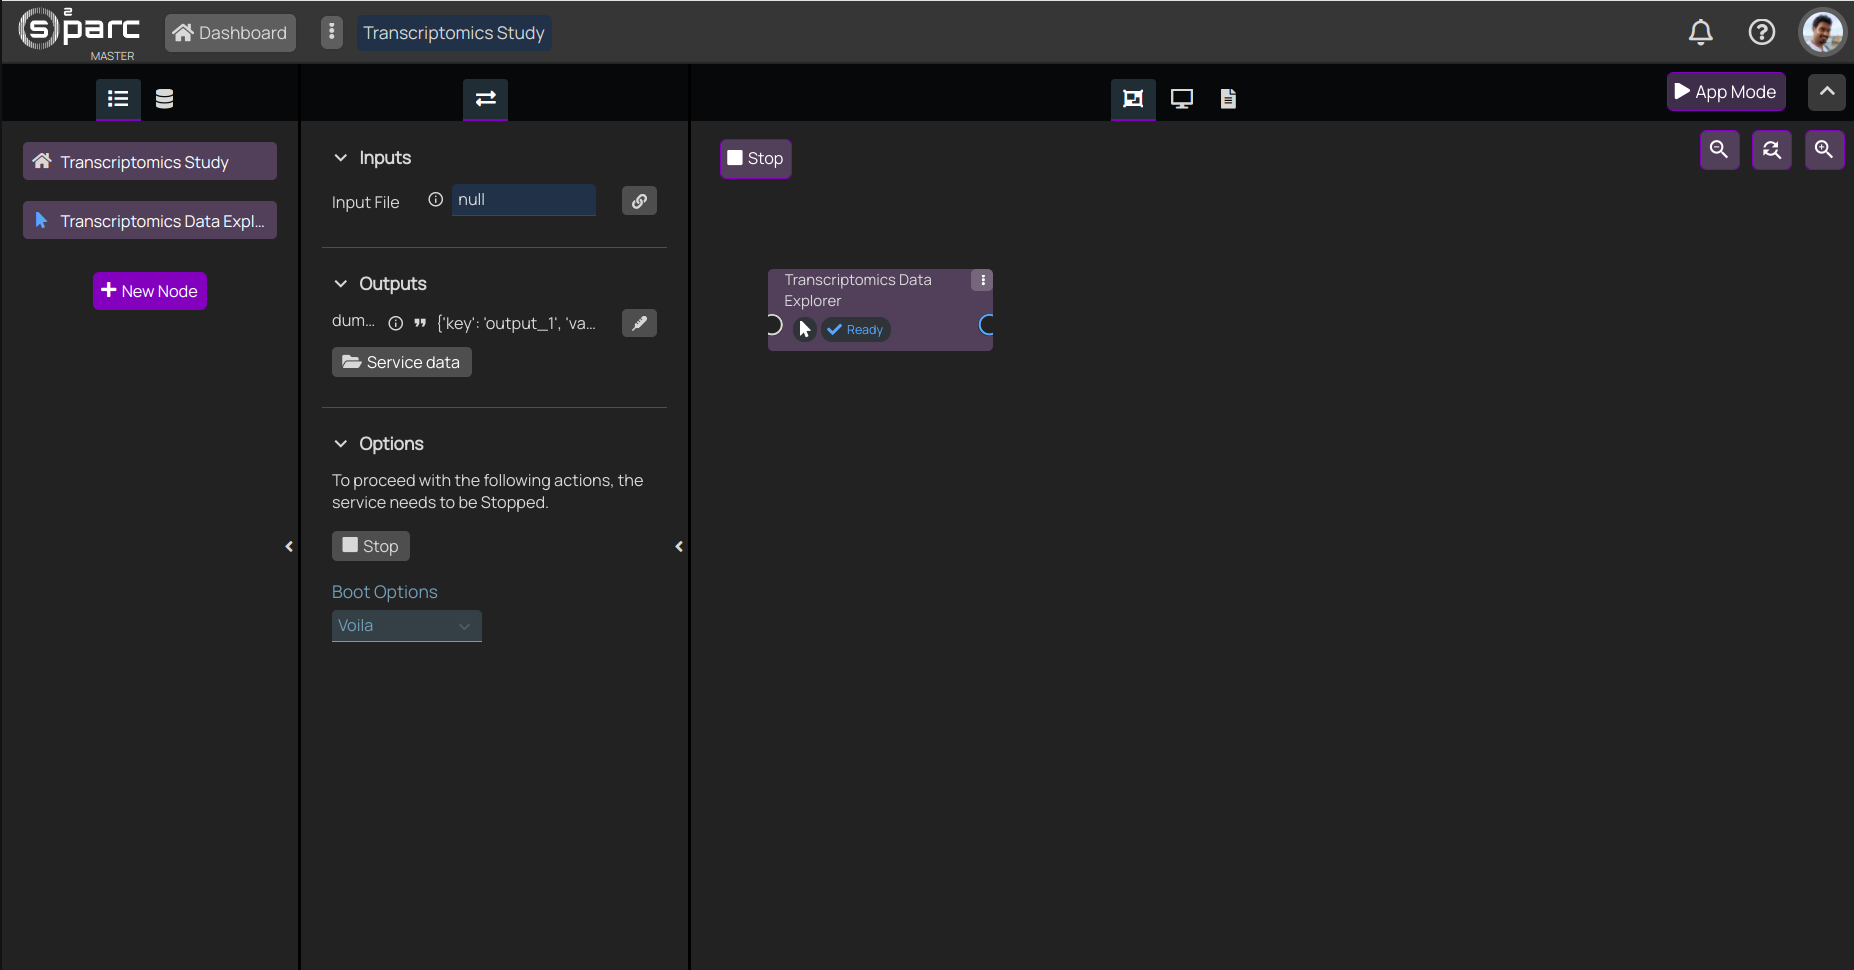 s2parc
MASTER
Dashboard
Transcriptomics Study
App Mode
Transcriptomics Study
Transcriptomics Data Expl...
New Node
Inputs
Input File
null
Outputs
dum...
{'key': 'output_1', 'va...
Service data
Options
To proceed with the following actions, the
service needs to be Stopped.
Stop
Boot Options
Voila
Stop
Transcriptomics Data
Explorer
Ready